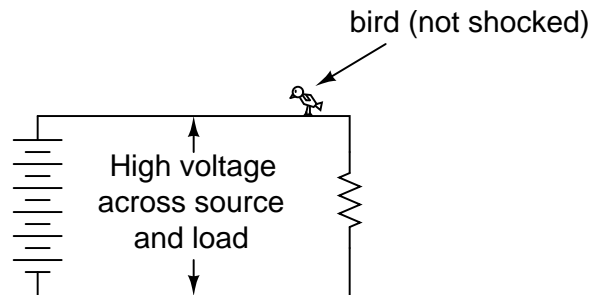 bird (not shocked)
High voltage
across source
and load